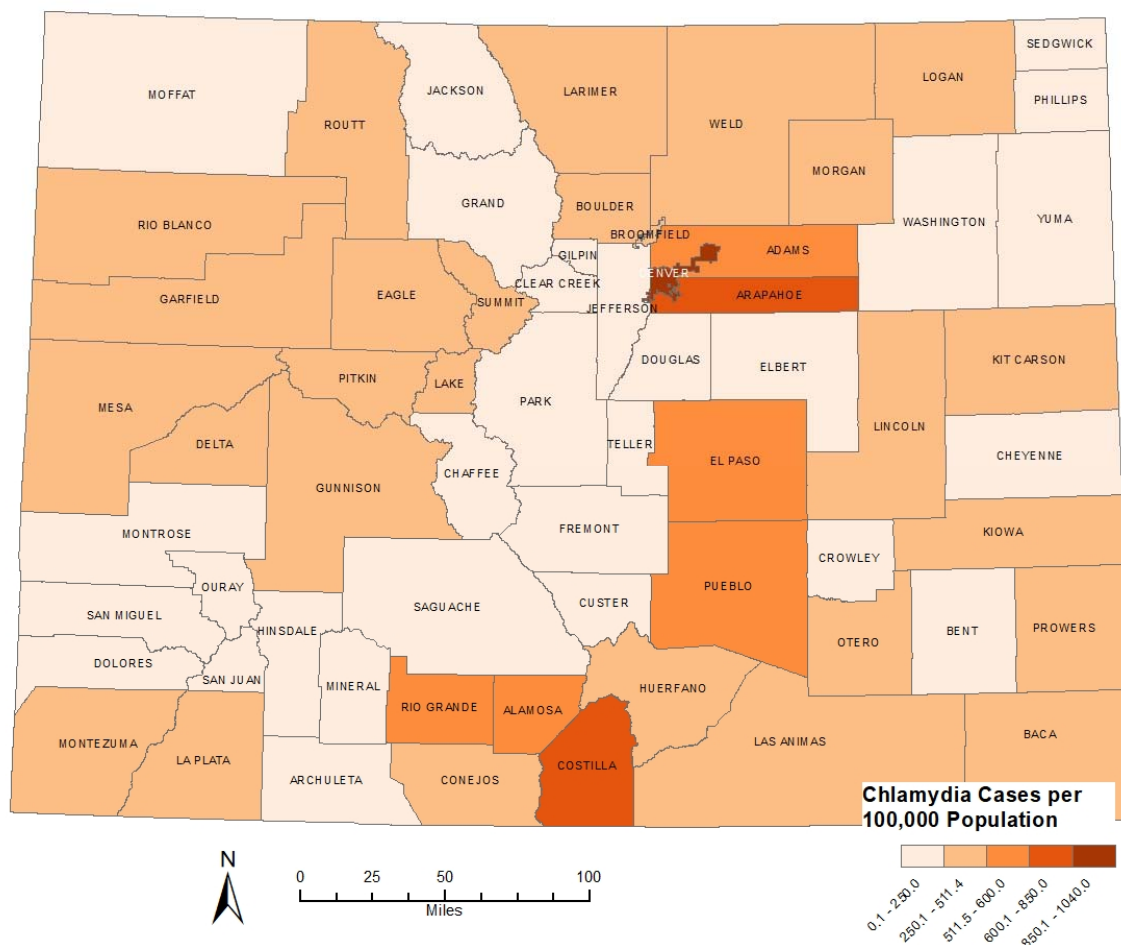 SEDGWICK
LOGAN
JACKSON
LARIMER
MOFFAT
PHILLIPS
ROUTT
WELD
MORGAN
GRAND
BOULDER
WASHINGTON
YUMA
RIO BLANCO
BROOMFIELD
GILPIN
ADAMS
DENVER
CLEAR CREEK
EAGLE
GARFIELD
SUMMIT
ARAPAHOE
JEFFERSON
DOUGLAS
ELBERT
KIT CARSON
PITKIN
LAKE
PARK
MESA
LINCOLN
DELTA
TELLER
CHEYENNE
EL PASO
CHAFFEE
GUNNISON
FREMONT
MONTROSE
KIOWA
CROWLEY
OURAY
PUEBLO
CUSTER
SAGUACHE
SAN MIGUEL
HINSDALE
PROWERS
BENT
OTERO
DOLORES
SAN JUAN
MINERAL
HUERFANO
RIO GRANDE
ALAMOSA
BACA
LAS ANIMAS
MONTEZUMA
LA PLATA
COSTILLA
ARCHULETA
CONEJOS
Chlamydia Cases per
100,000 Population
0.1 - 250.0
250.1 - 511.4
511.5 - 600.0
600.1 - 850.0
850.1 - 1040.0
N
0 25 50 100
Miles